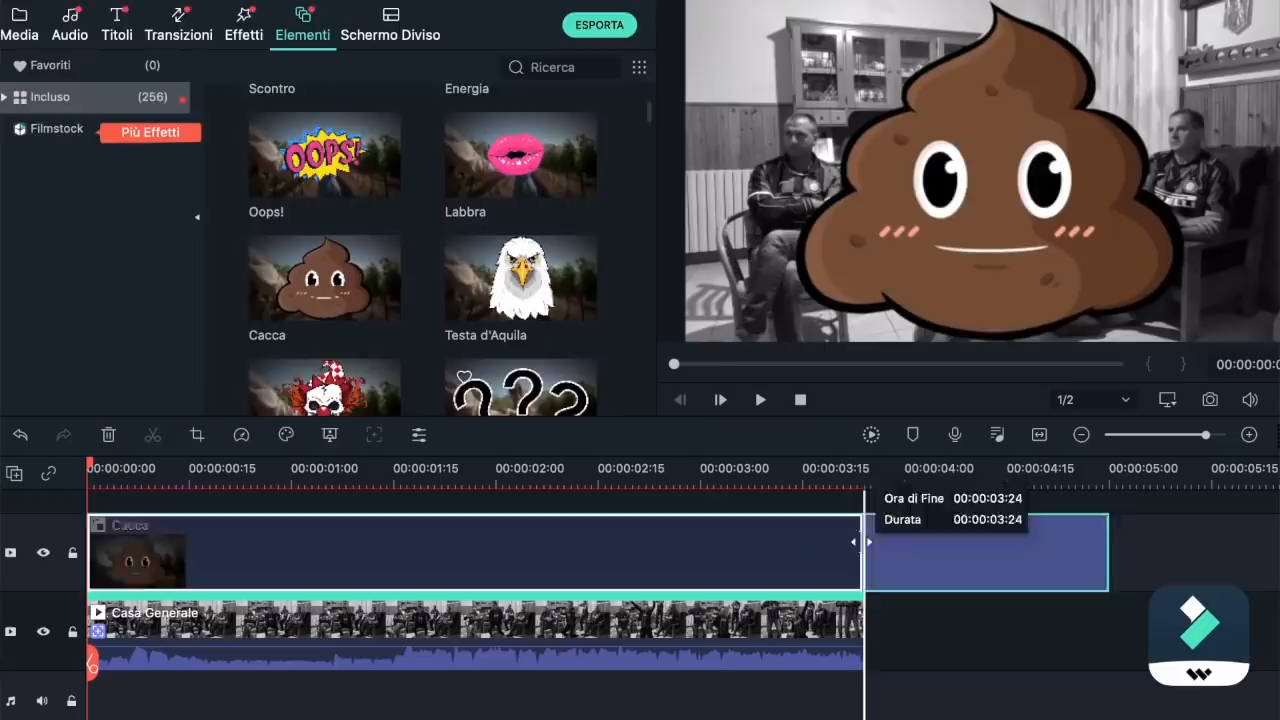 Media
Audio
Titoli
Transizioni
Effetti
Elementi
Schermo Diviso
ESPORTA
Favoriti
(0)
Incluso
(256)
Filmstock
Più Effetti
Ricerca
Scontro
Energia
OOPS!
Oops!
Labbra
Cacca
Testa d'Aquila
???
PIRELLI
00:00:00:0
1/2
00:00:00:00
00:00:00:15
00:00:01:00
00:00:01:15
00:00:02:00
00:00:02:15
00:00:03:00
00:00:03:15
00:00:04:00
00:00:04:15
00:00:05:00
00:00:05:15
Ora di Fine 00:00:03:24
Durata 00:00:03:24
Cacca
Casa Generale